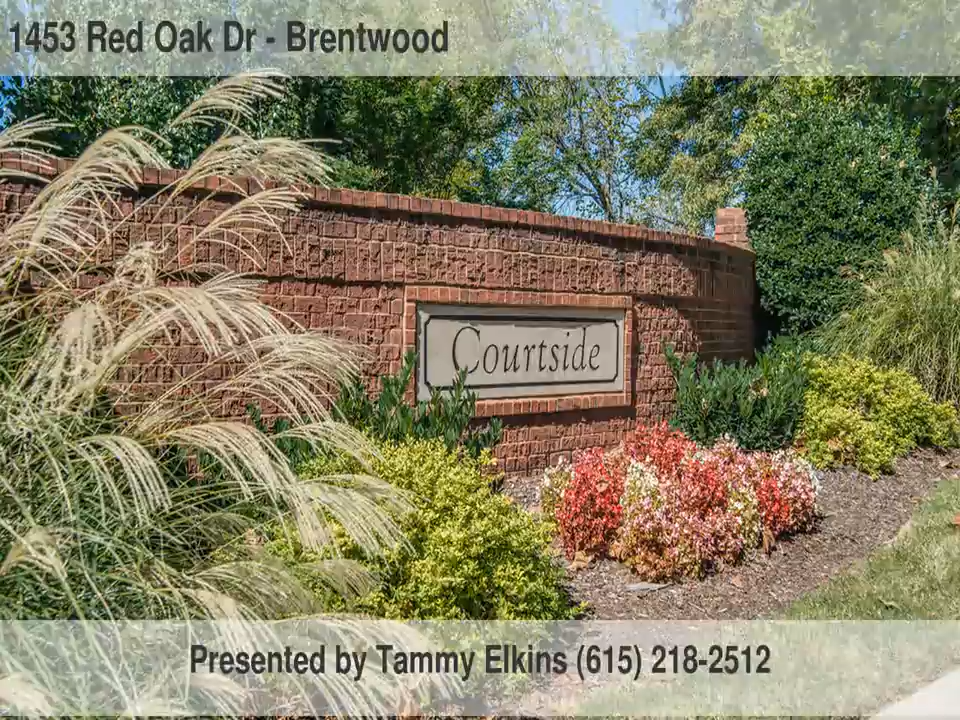 1453 Red Oak Dr - Brentwood
Courtside
Presented by Tammy Elkins (615) 218-2512